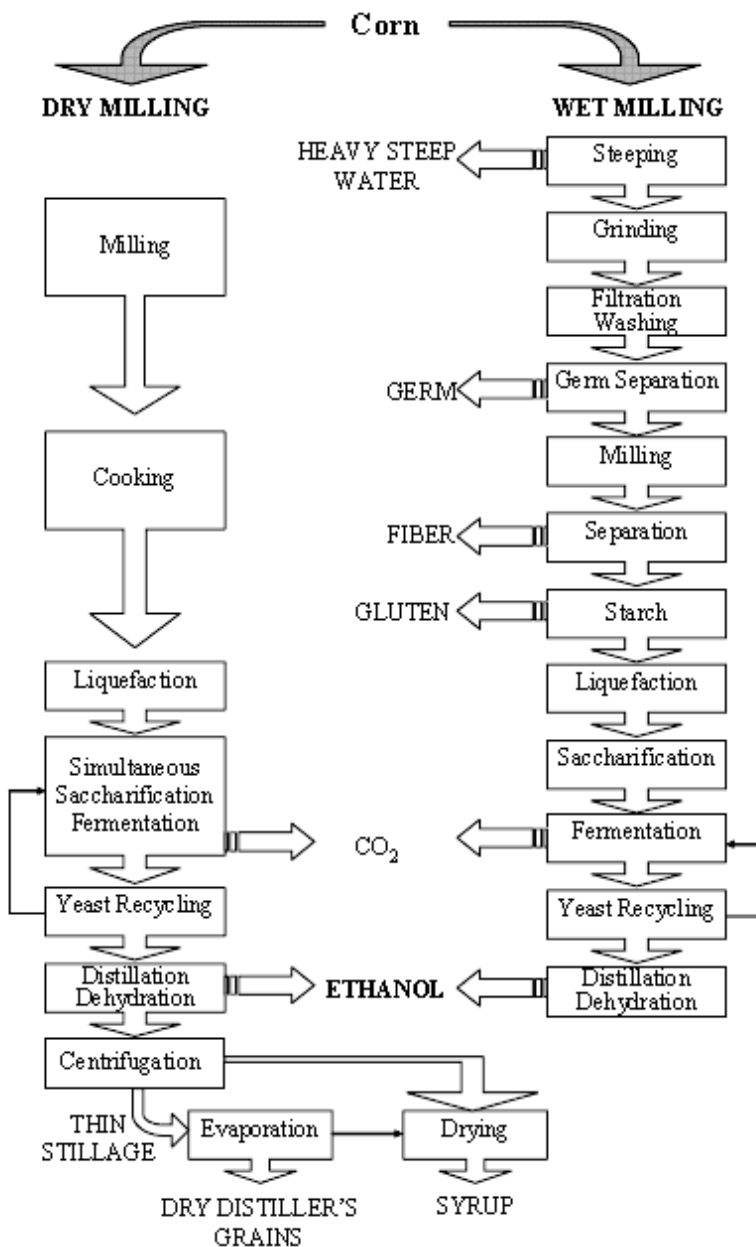 Corn
DRY MILLING
WET MILLING
HEAVY STEEP
WATER
Steeping
Milling
Grinding
Filtration
Washing
GERM
Germ Separation
Cooking
Milling
FIBER
Separation
GLUTEN
Starch
Liquefaction
Liquefaction
Simultaneous
Saccharification
Fermentation
Saccharification
CO₂
Fermentation
Yeast Recycling
Yeast Recycling
Distillation
Dehydration
ETHANOL
Distillation
Dehydration
Centrifugation
THIN
STILLAGE
Evaporation
Drying
DRY DISTILLER'S
GRAINS
SYRUP